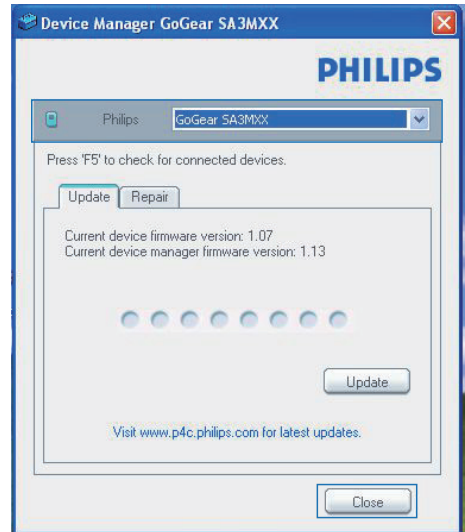 Device Manager GoGear SA3MXX
PHILIPS
Philips GoGear SA3MXX
Press 'F5' to check for connected devices.
Update Repair
Current device firmware version: 1.07
Current device manager firmware version: 1.13
Update
Visit www.p4c.philips.com for latest updates.
Close